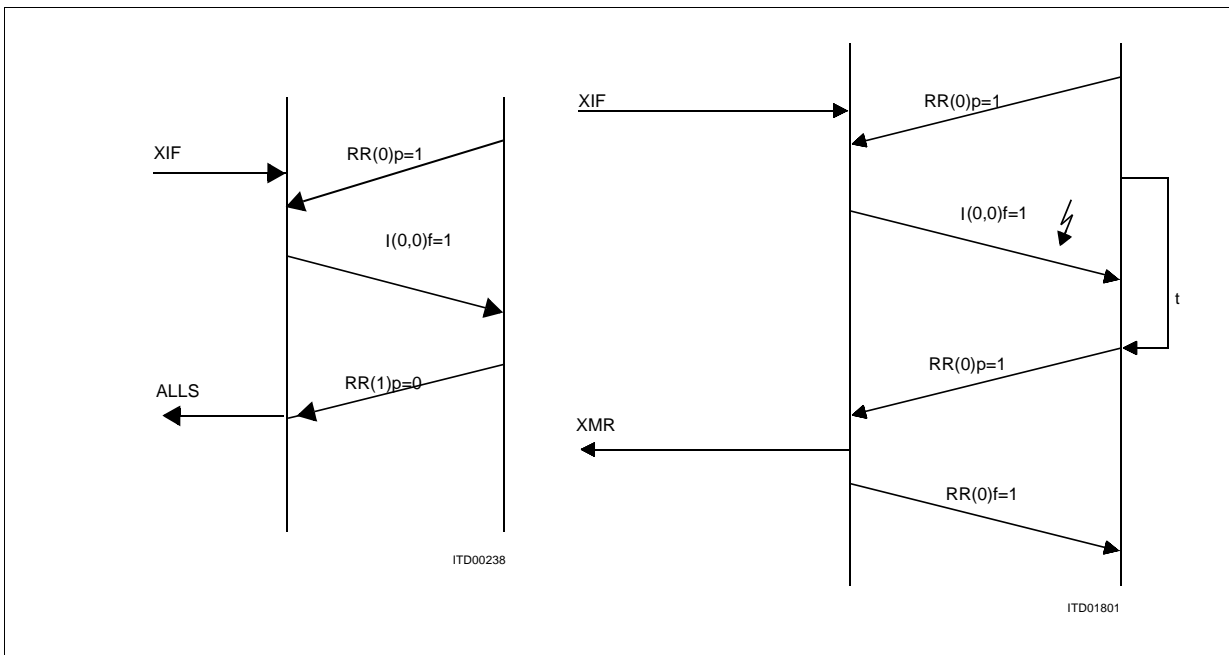 XIF
RR(0)p=1
I(0,0)f=1
RR(1)p=0
ALLS
ITD00238
XIF
RR(0)p=1
I(0,0)f=1
t
RR(0)p=1
XMR
RR(0)f=1
ITD01801